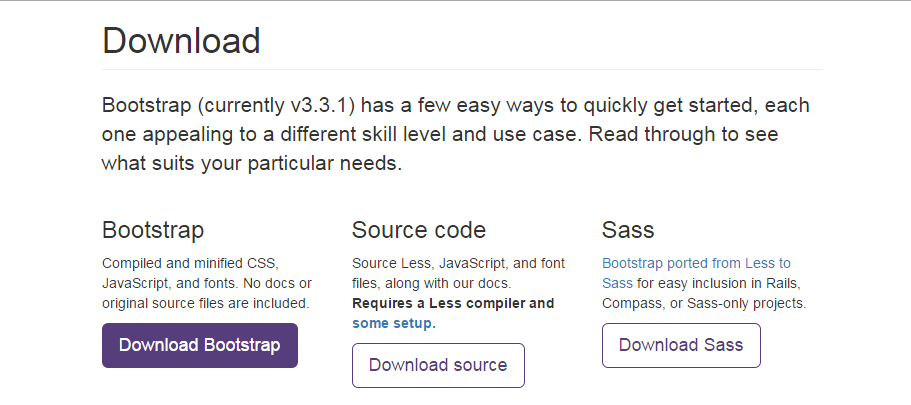 Download
Bootstrap (currently v3.3.1) has a few easy ways to quickly get started, each
one appealing to a different skill level and use case. Read through to see
what suits your particular needs.
Bootstrap
Compiled and minified CSS,
JavaScript, and fonts. No docs or
original source files are included.
Download Bootstrap
Source code
Source Less, JavaScript, and font
files, along with our docs.
Requires a Less compiler and
some setup.
Download source
Sass
Bootstrap ported from Less to
Sass for easy inclusion in Rails,
Compass, or Sass-only projects.
Download Sass